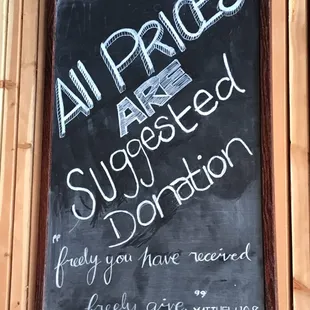 All PRICES
ARE
Suggested
Donation
"freely you have received
freely give"